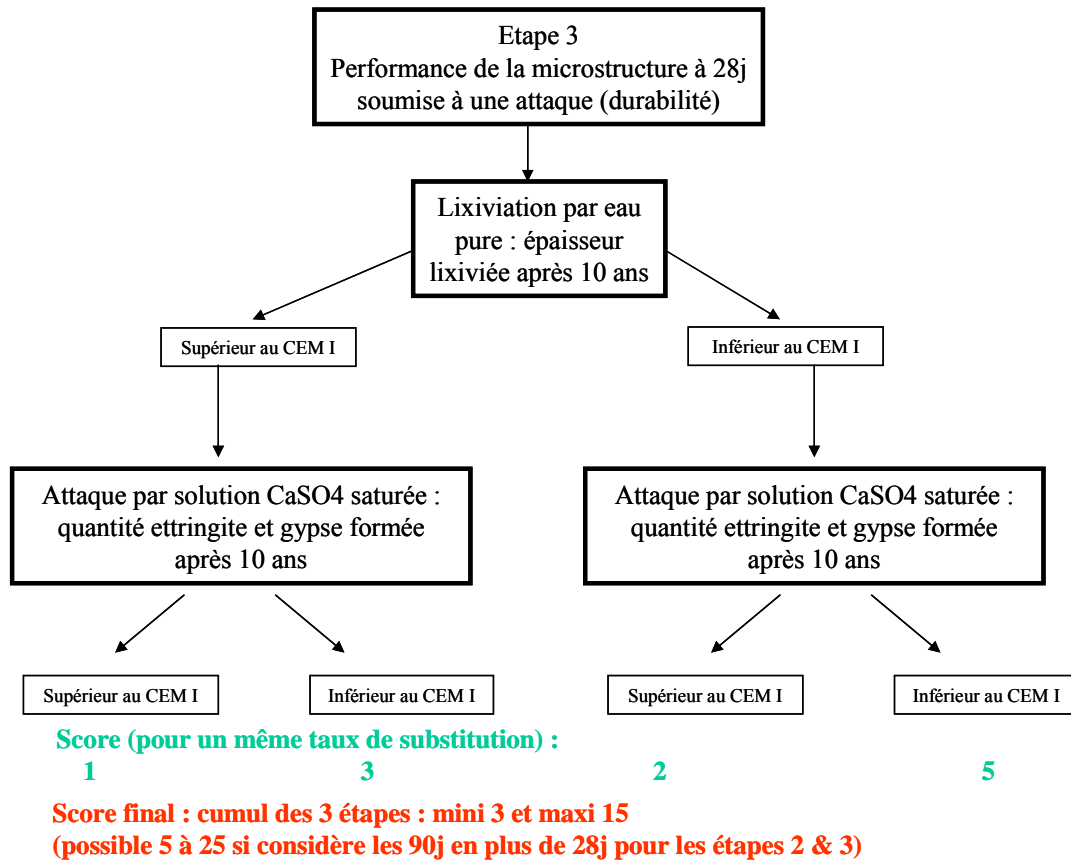 Etape 3
Performance de la microstructure à 28j
soumise à une attaque (durabilité)
Lixiviation par eau
pure : épaisseur
lixiviée après 10 ans
Supérieur au CEM I
Inférieur au CEM I
Attaque par solution CaSO4 saturée :
quantité ettringite et gypse formée
après 10 ans
Attaque par solution CaSO4 saturée :
quantité ettringite et gypse formée
après 10 ans
Supérieur au CEM I
Inférieur au CEM I
Supérieur au CEM I
Inférieur au CEM I
Score (pour un même taux de substitution) :
1 3 2 5
Score final : cumul des 3 étapes : mini 3 et maxi 15
(possible 5 à 25 si considère les 90j en plus de 28j pour les étapes 2 & 3)